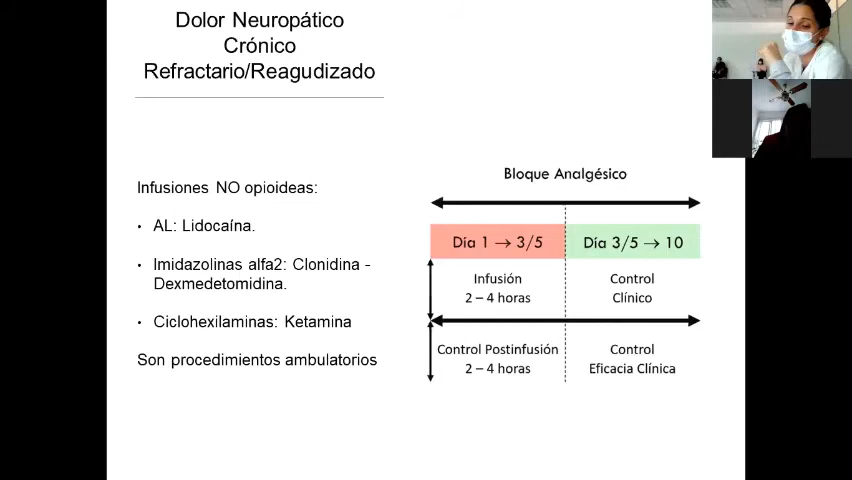 Dolor Neuropático
Crónico
Refractario/Reagudizado
Infusiones NO opioideas:
• AL: Lidocaína.
• Imidazolinas alfa2: Clonidina -
Dexmedetomidina.
• Ciclohexilaminas: Ketamina
Son procedimientos ambulatorios
Bloque Analgésico
Día 1 → 3/5
Día 3/5 → 10
Infusión
2 – 4 horas
Control
Clínico
Control Postinfusión
2 – 4 horas
Control
Eficacia Clínica